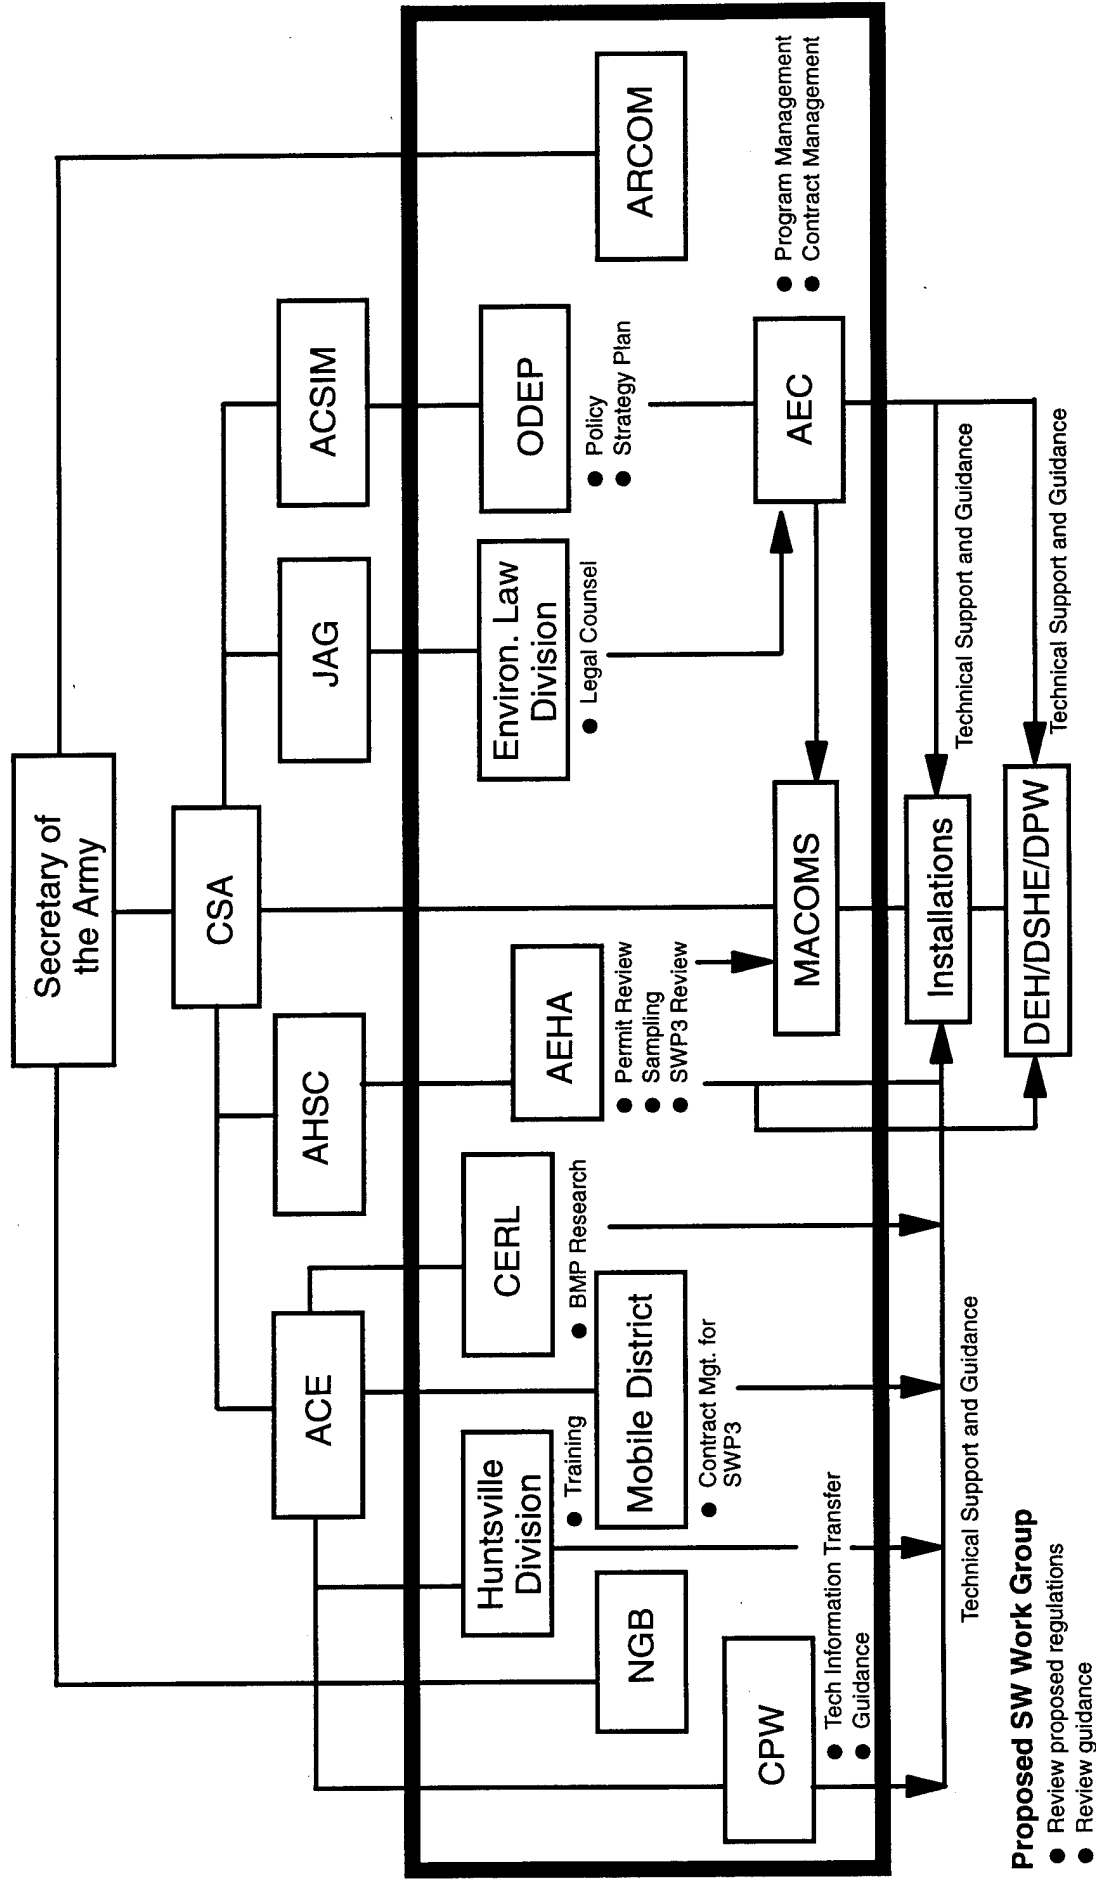 Secretary of
the Army
CSA
ACE
AHSC
JAG
ACSIM
Huntsville
Division
● Training
CERL
● BMP Research
AEHA
● Permit Review
● Sampling
● SWP3 Review
Environ. Law
Division
● Legal Counsel
ODEP
● Policy
● Strategy Plan
NGB
Mobile District
● Contract Mgt. for
SWP3
ARCOM
CPW
● Tech Information Transfer
● Guidance
MACOMS
AEC
● Program Management
● Contract Management
Installations
Technical Support and Guidance
Technical Support and Guidance
DEH/DSHE/DPW
Technical Support and Guidance
Proposed SW Work Group
● Review proposed regulations
● Review guidance